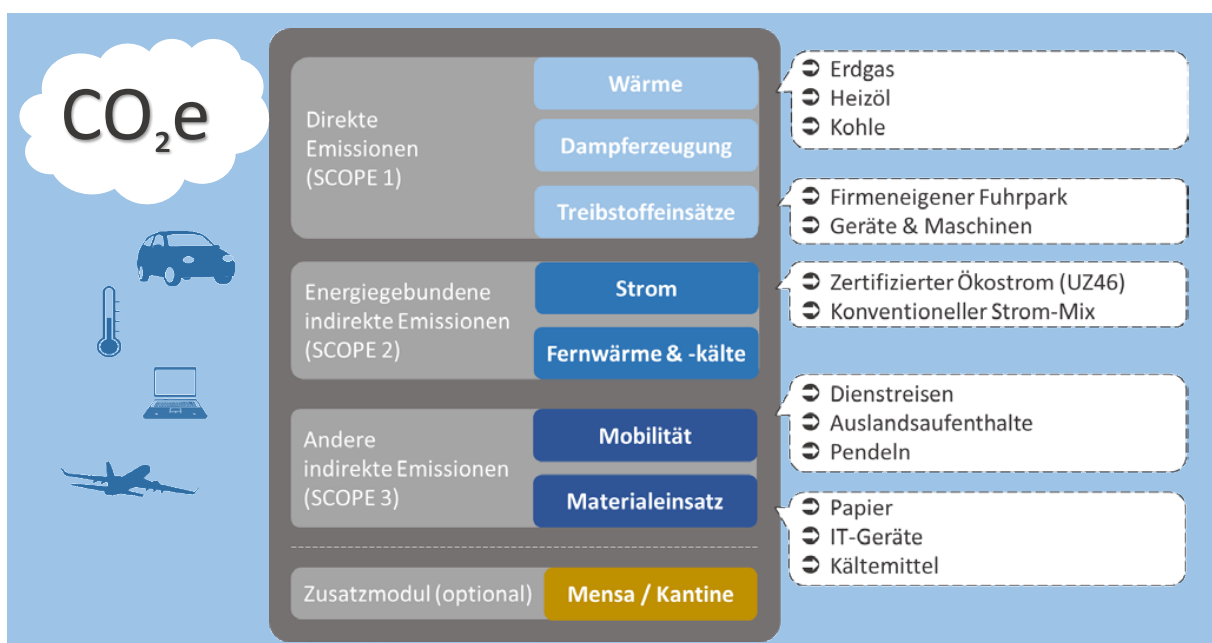 CO₂e
Direkte
Emissionen
(SCOPE 1)
Wärme
Dampferzeugung
Treibstoffeinsätze
➲ Erdgas
➲ Heizöl
➲ Kohle
➲ Firmeneigener Fuhrpark
➲ Geräte & Maschinen
Energiegebundene
indirekte Emissionen
(SCOPE 2)
Strom
Fernwärme & -kälte
➲ Zertifizierter Ökostrom (UZ46)
➲ Konventioneller Strom-Mix
Andere
indirekte Emissionen
(SCOPE 3)
Mobilität
Materialeinsatz
➲ Dienstreisen
➲ Auslandsaufenthalte
➲ Pendeln
➲ Papier
➲ IT-Geräte
➲ Kältemittel
Zusatzmodul (optional)
Mensa / Kantine